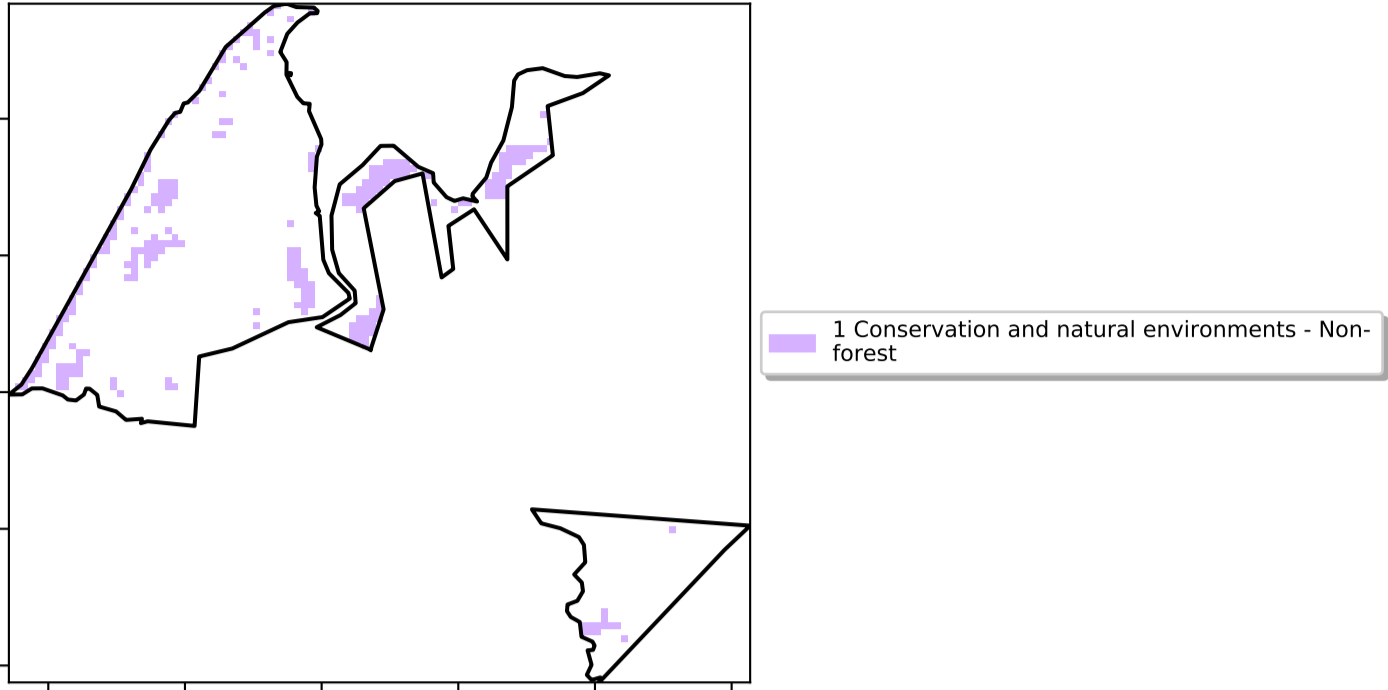 1 Conservation and natural environments - Non-
forest